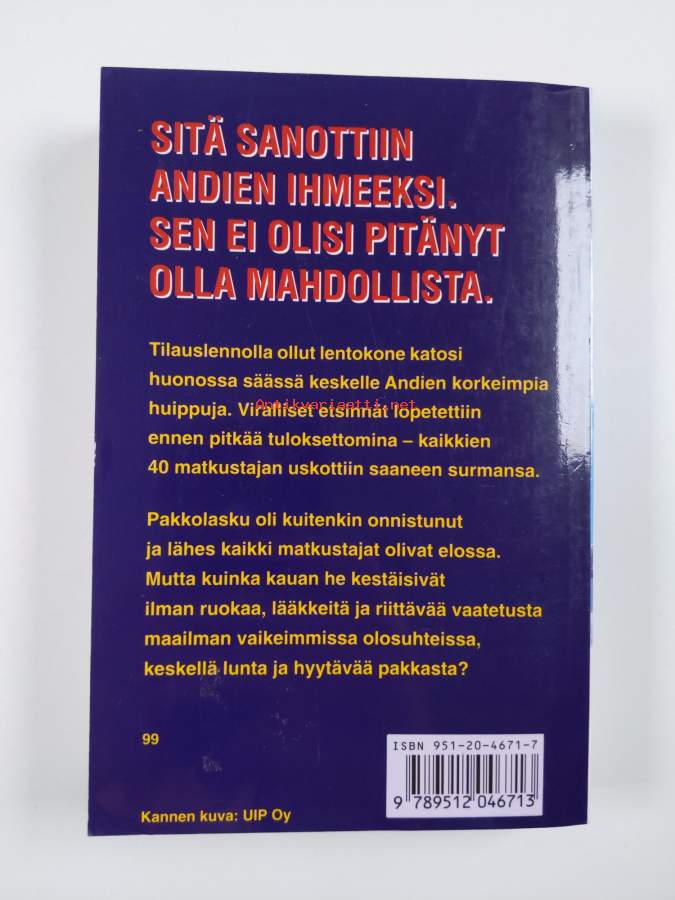 SITÄ SANOTTIIN
ANDIEN IHMEEKSI.
SEN EI OLISI PITÄNYT
OLLA MAHDOLLISTA.
Tilauslennolla ollut lentokone katosi
huonossa säässä keskelle Andien korkeimpia
huippuja. Viralliset etsinnät lopetettiin
Antikvariaatti.net
ennen pitkää tuloksettomina – kaikkien
40 matkustajan uskottiin saaneen surmansa.
Pakkolasku oli kuitenkin onnistunut
ja lähes kaikki matkustajat olivat elossa.
Mutta kuinka kauan he kestäisivät
ilman ruokaa, lääkkeitä ja riittävää vaatetusta
maailman vaikeimmissa olosuhteissa,
keskellä lunta ja hyytävää pakkasta?
99
ISBN 951-20-4671-7
9 789512 046713
Kannen kuva: UIP Oy